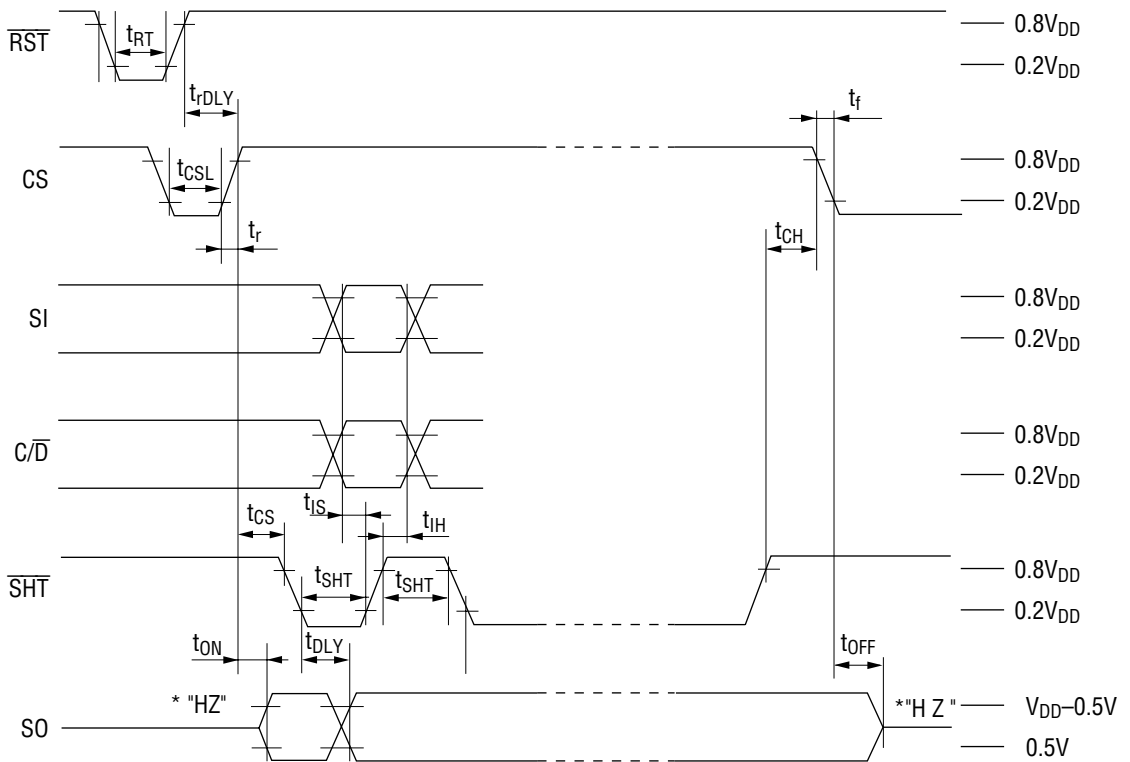 R̅S̅T̅
tRT
0.8VDD
0.2VDD
trDLY
tf
CS
tCSL
0.8VDD
0.2VDD
tr
tCH
SI
0.8VDD
0.2VDD
C/D̅
0.8VDD
0.2VDD
tCS
tIS
tIH
S̅H̅T̅
tSHT
tSHT
0.8VDD
0.2VDD
tON
tDLY
tOFF
* "HZ"
*"H Z "
SO
VDD–0.5V
0.5V